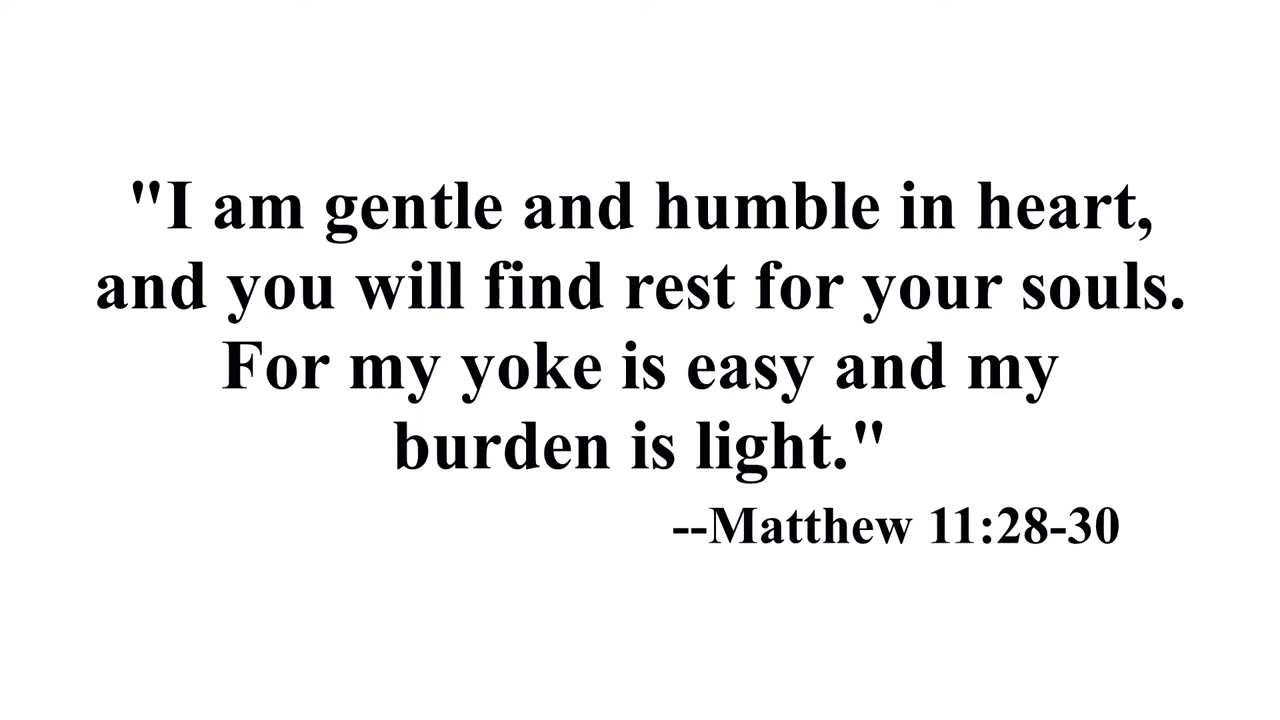 "I am gentle and humble in heart,
and you will find rest for your souls.
For my yoke is easy and my
burden is light."
--Matthew 11:28-30